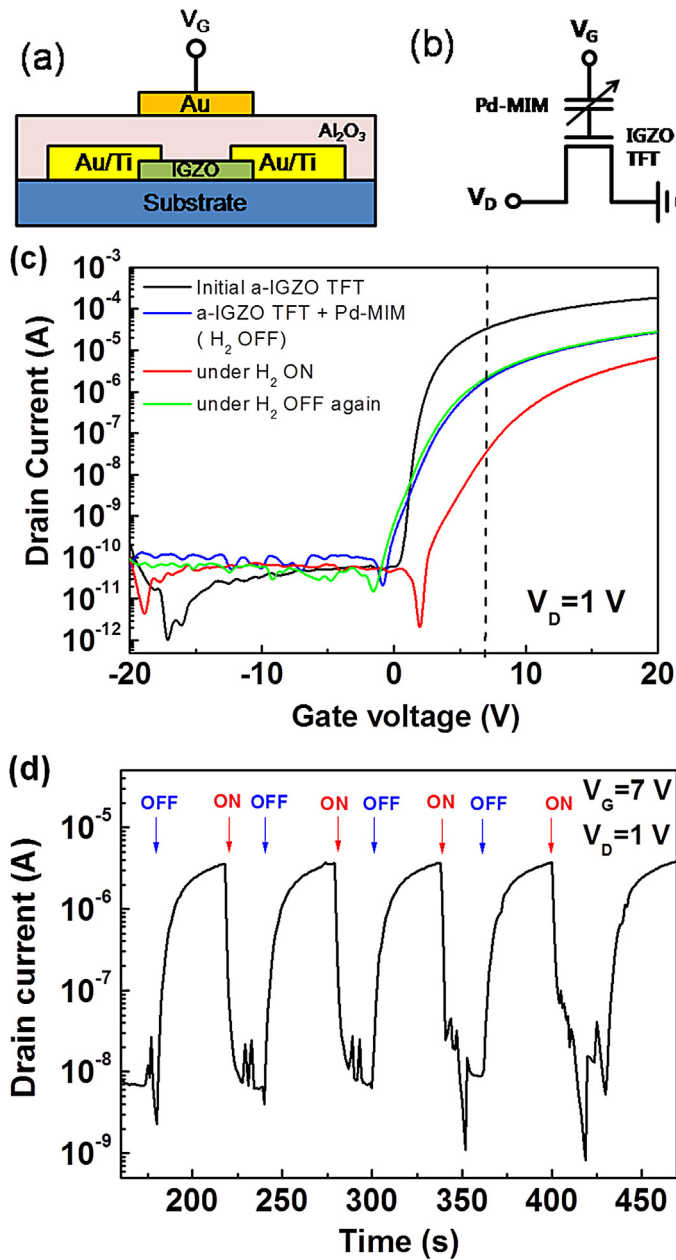 (a)
V_G
Au
Al₂O₃
Au/Ti
IGZO
Au/Ti
Substrate
(b)
V_G
Pd-MIM
IGZO
TFT
V_D
(c)
Initial a-IGZO TFT
a-IGZO TFT + Pd-MIM
( H₂ OFF)
under H₂ ON
under H₂ OFF again
V_D=1 V
Drain Current (A)
10⁻³
10⁻⁴
10⁻⁵
10⁻⁶
10⁻⁷
10⁻⁸
10⁻⁹
10⁻¹⁰
10⁻¹¹
10⁻¹²
-20
-10
0
10
20
Gate voltage (V)
(d)
OFF
ON
OFF
ON
OFF
ON
OFF
ON
V_G=7 V
V_D=1 V
Drain current (A)
10⁻⁵
10⁻⁶
10⁻⁷
10⁻⁸
10⁻⁹
200
250
300
350
400
450
Time (s)